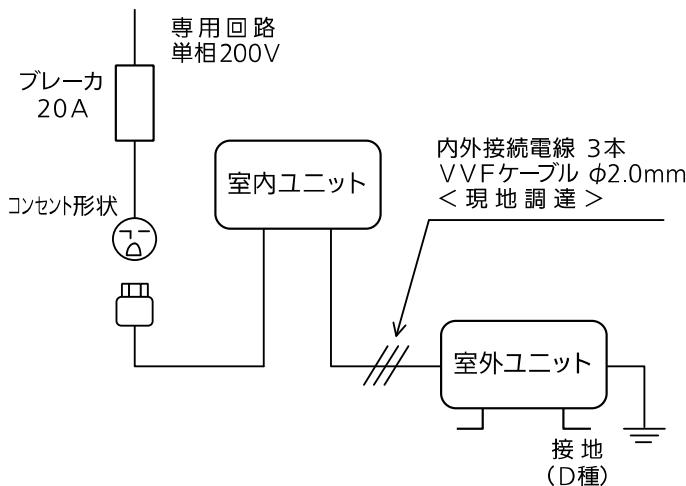 専用回路
単相200V
ブレーカ
20A
コンセント形状
室内ユニット
内外接続電線 3本
VVFケーブル φ2.0mm
＜現地調達＞
室外ユニット
接地
(D種)